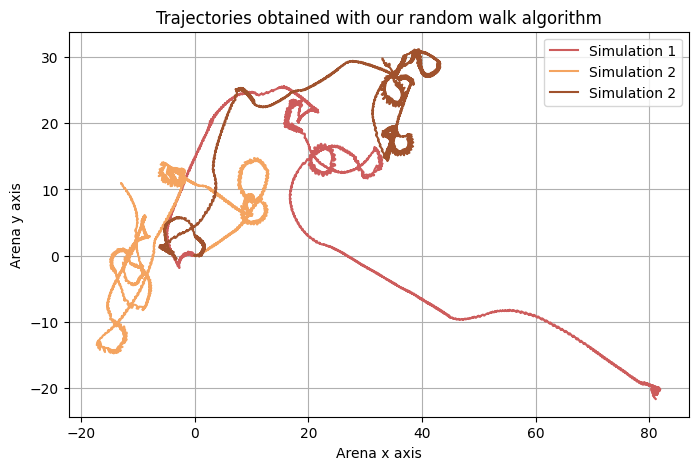 Trajectories obtained with our random walk algorithm
Simulation 1
Simulation 2
Simulation 2
Arena y axis
30
20
10
0
−10
−20
−20
0
20
40
60
80
Arena x axis